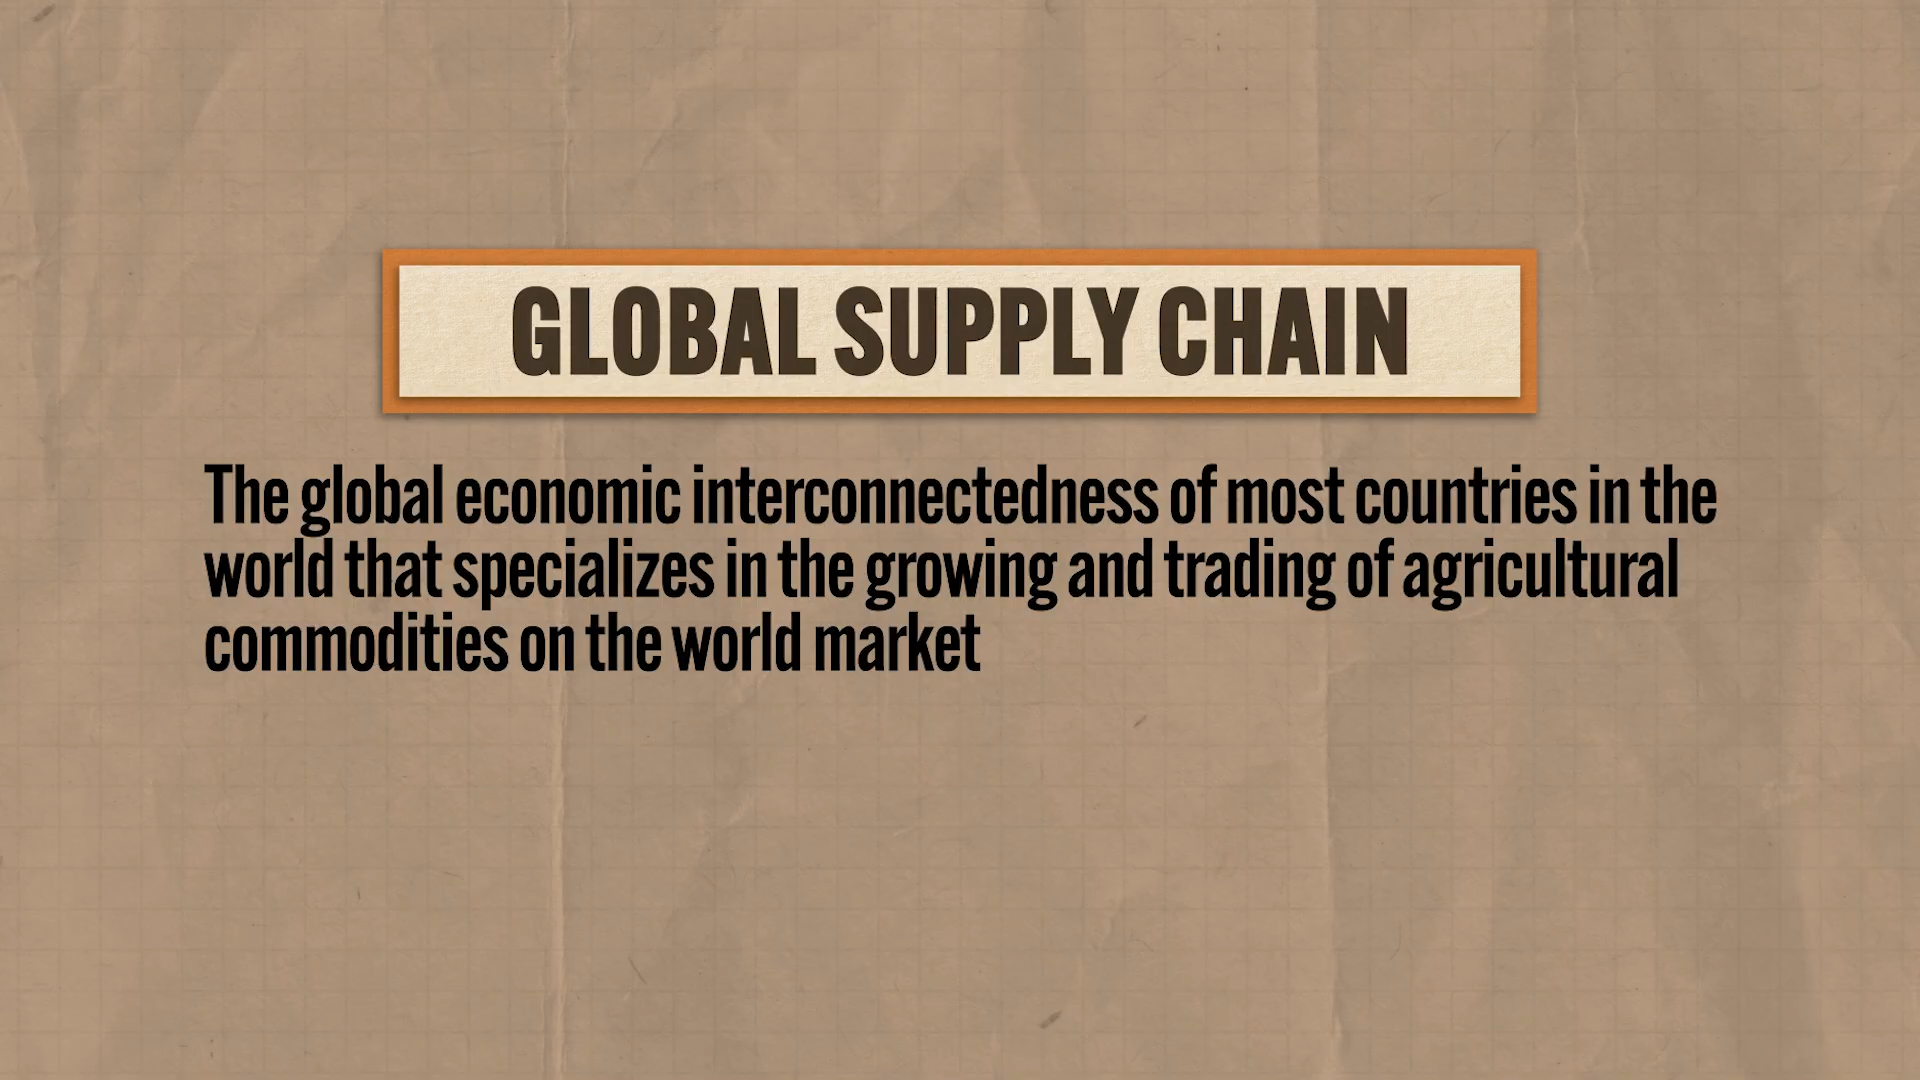 GLOBAL SUPPLY CHAIN
The global economic interconnectedness of most countries in the
world that specializes in the growing and trading of agricultural
commodities on the world market